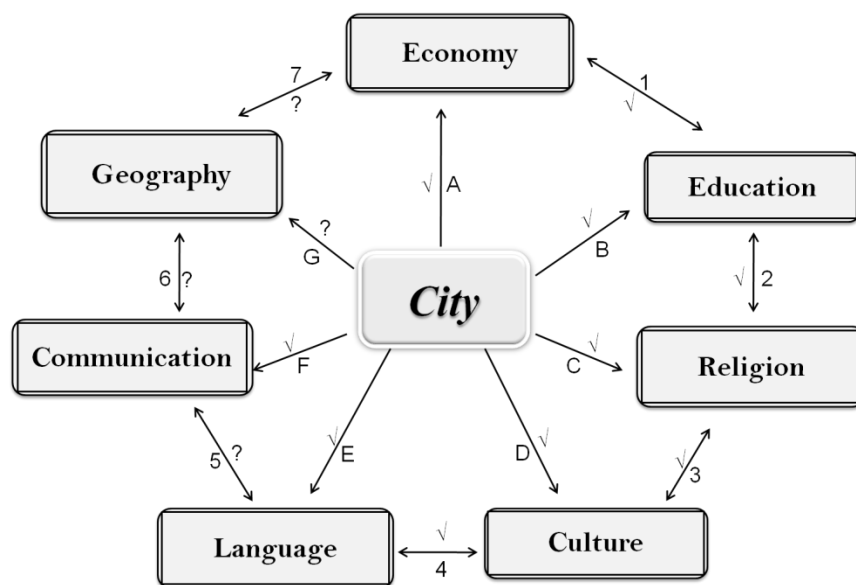 Economy
7
?
1
√
Geography
Education
√ A
√
B
?
G
City
6 ?
√ 2
Communication
√
F
√
C
Religion
5 ?
√
E
√
D
√
3
Language
√
4
Culture